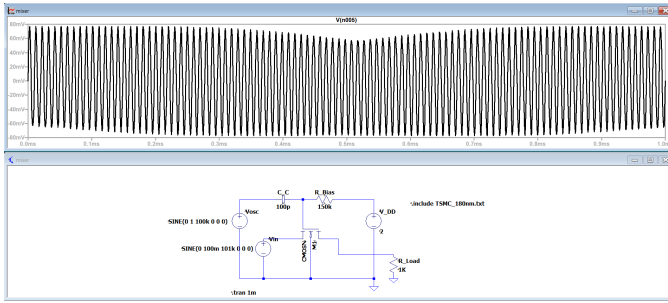 mixer
V(n005)
80mV
60mV
40mV
20mV
0mV
-20mV
-40mV
-60mV
-80mV
0.0ms 0.1ms 0.2ms 0.3ms 0.4ms 0.5ms 0.6ms 0.7ms 0.8ms 0.9ms 1.0ms
mixer
C_C R_Bias
100p 150k
.include TSMC_180nm.txt
Vosc V_DD
SINE(0 1 100k 0 0 0) 2
Vin M1
SINE(0 100m 101k 0 0 0) CMOSN
R_Load
1K
.tran 1m